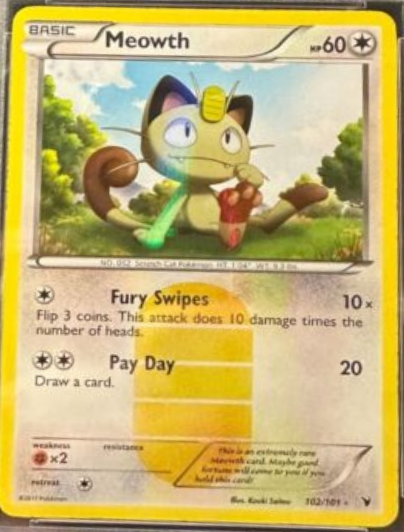 BASIC
Meowth
HP60
NO. 052 Scratch Cat Pokémon HT. 1'04" WT. 9.3 lbs.
Fury Swipes 10×
Flip 3 coins. This attack does 10 damage times the
number of heads.
Pay Day 20
Draw a card.
weakness resistance
×2
This is an extremely rare
Meowth card. Maybe good
fortune will come to you if you
hold this card!
retreat
©2011 Pokémon
Illus. Kouki Saitou 102/101